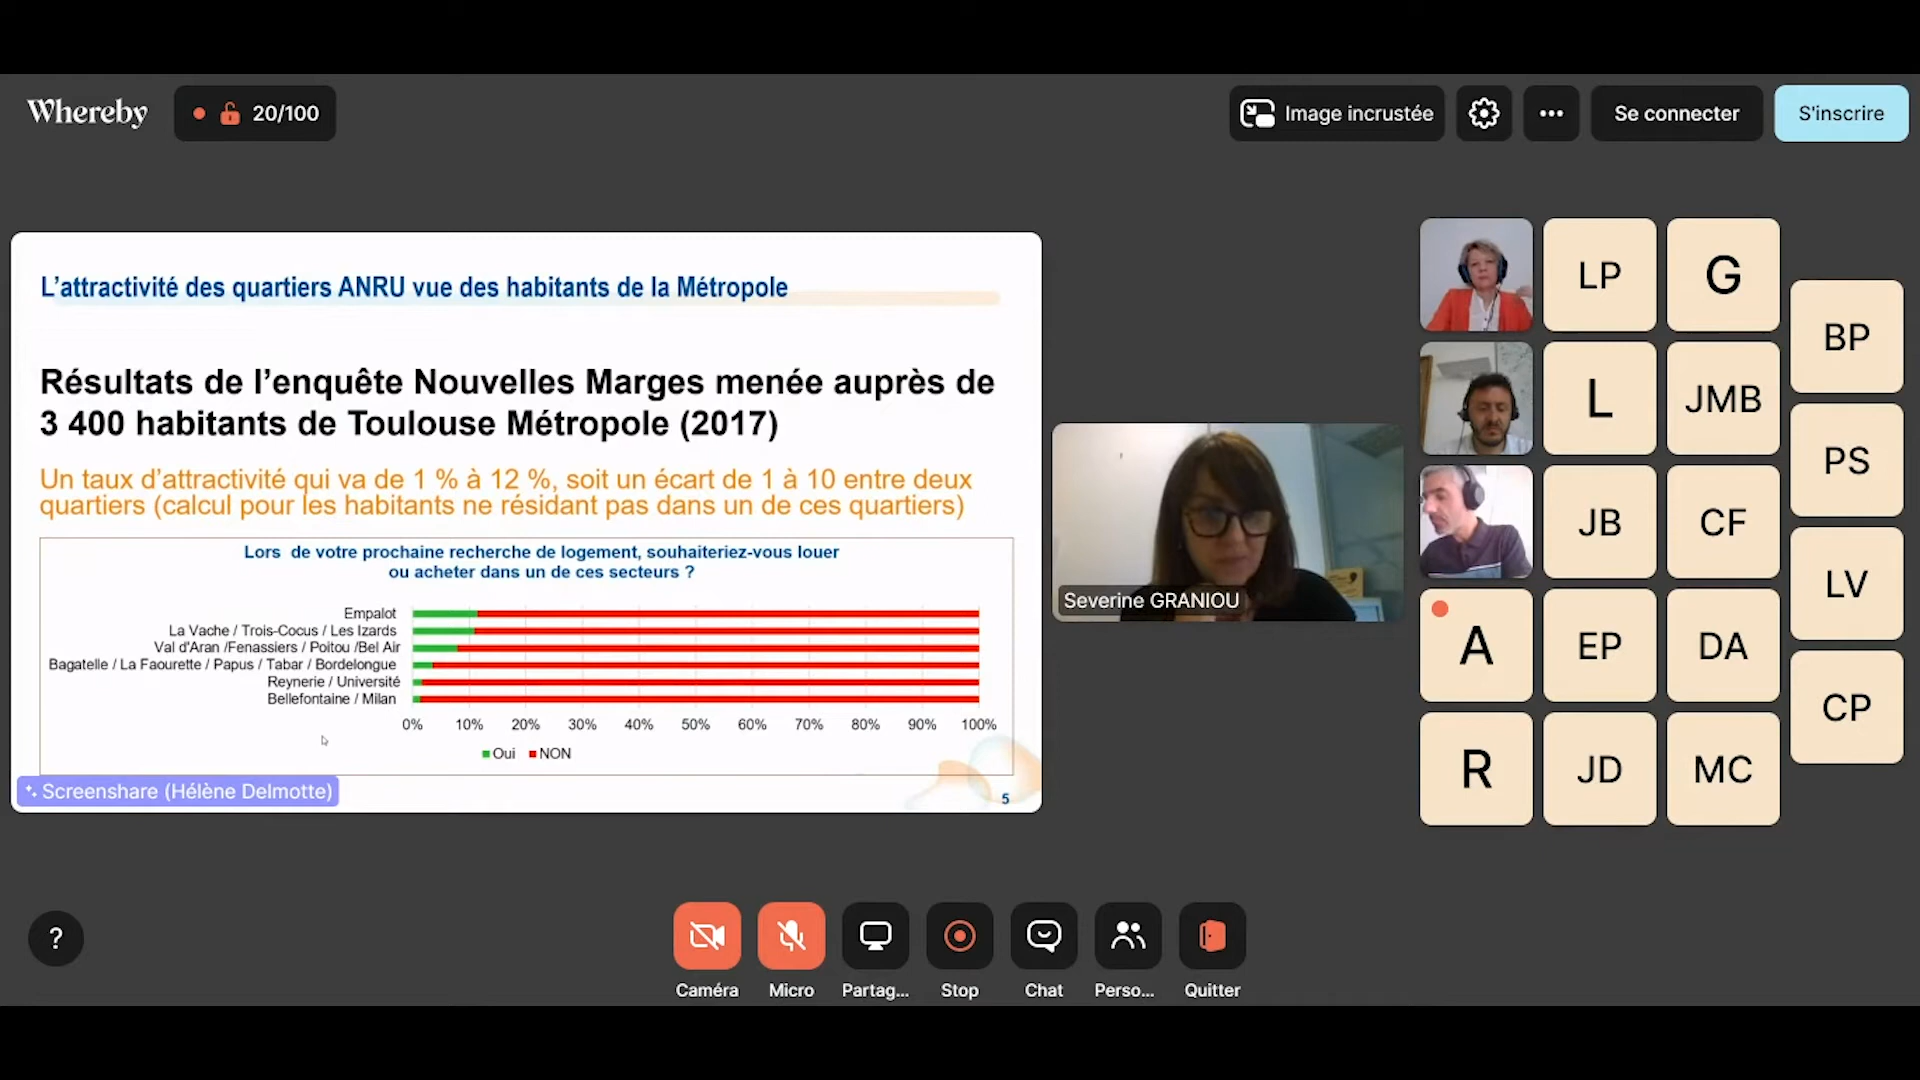 Whereby
20/100
Image incrustée
Se connecter
S'inscrire
L'attractivité des quartiers ANRU vue des habitants de la Métropole
Résultats de l'enquête Nouvelles Marges menée auprès de
3 400 habitants de Toulouse Métropole (2017)
Un taux d'attractivité qui va de 1 % à 12 %, soit un écart de 1 à 10 entre deux
quartiers (calcul pour les habitants ne résidant pas dans un de ces quartiers)
Lors de votre prochaine recherche de logement, souhaiteriez-vous louer
ou acheter dans un de ces secteurs ?
Empalot
La Vache / Trois-Cocus / Les Izards
Val d'Aran /Fenassiers / Poitou /Bel Air
Bagatelle / La Faourette / Papus / Tabar / Bordelongue
Reynerie / Université
Bellefontaine / Milan
0% 10% 20% 30% 40% 50% 60% 70% 80% 90% 100%
Oui NON
Screenshare (Hélène Delmotte)
5
Severine GRANIOU
LP
G
BP
L
JMB
PS
JB
CF
LV
A
EP
DA
CP
R
JD
MC
?
Caméra
Micro
Partag...
Stop
Chat
Perso...
Quitter